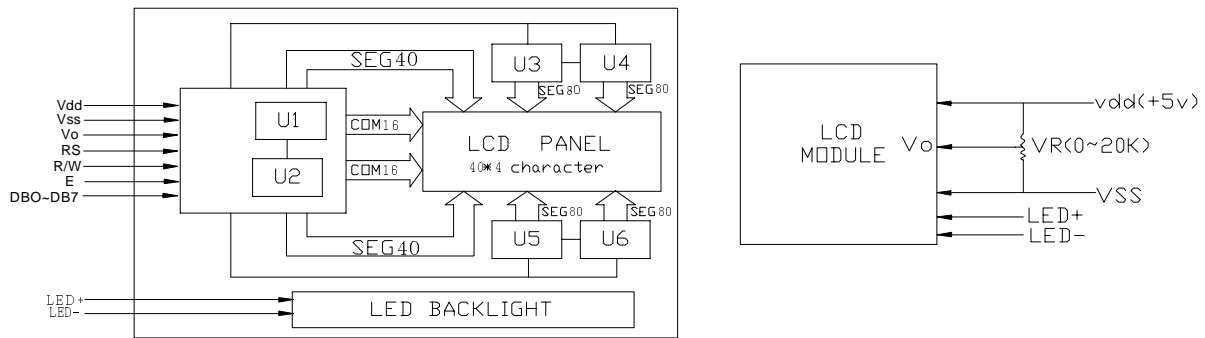 Vdd
Vss
Vo
RS
R/W
E
DBO~DB7
LED+
LED-
U1
U2
SEG40
COM16
COM16
SEG40
U3
U4
SEG80
SEG80
LCD PANEL
40*4 character
SEG80
SEG80
U5
U6
LED BACKLIGHT
LCD
MODULE
Vo
vdd(+5v)
VR(0~20K)
VSS
LED+
LED-